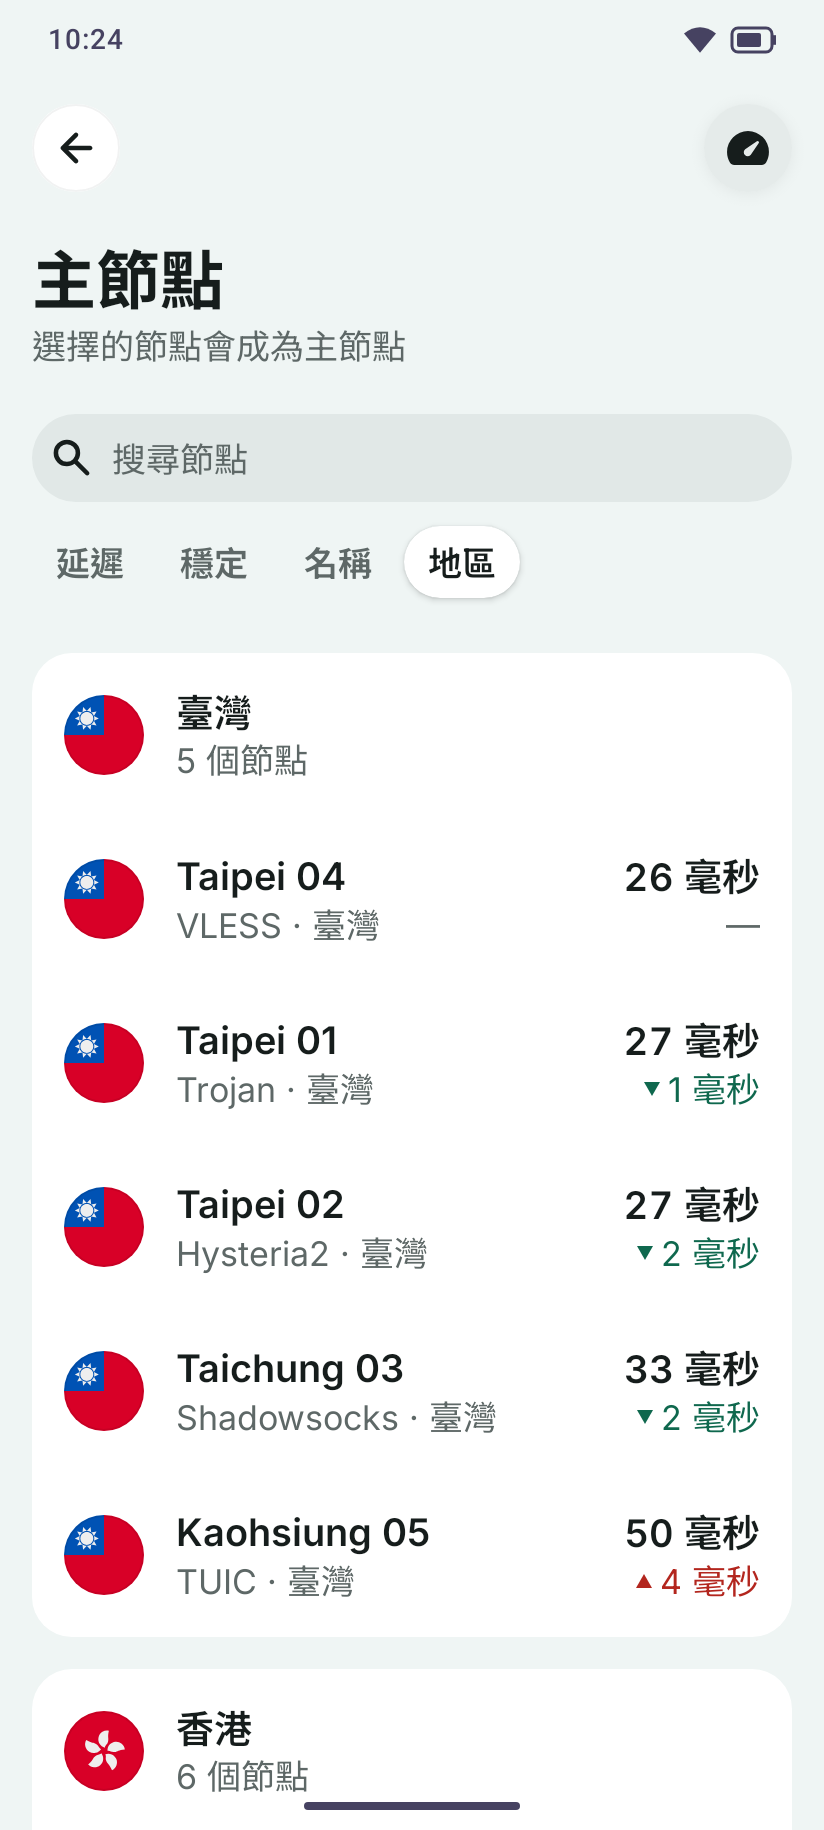 10:24
主節點
選擇的節點會成為主節點
搜尋節點
延遲 穩定 名稱 地區
臺灣
5 個節點
Taipei 04 26 毫秒
VLESS · 臺灣 —
Taipei 01 27 毫秒
Trojan · 臺灣 ▼1 毫秒
Taipei 02 27 毫秒
Hysteria2 · 臺灣 ▼2 毫秒
Taichung 03 33 毫秒
Shadowsocks · 臺灣 ▼2 毫秒
Kaohsiung 05 50 毫秒
TUIC · 臺灣 ▲4 毫秒
香港
6 個節點